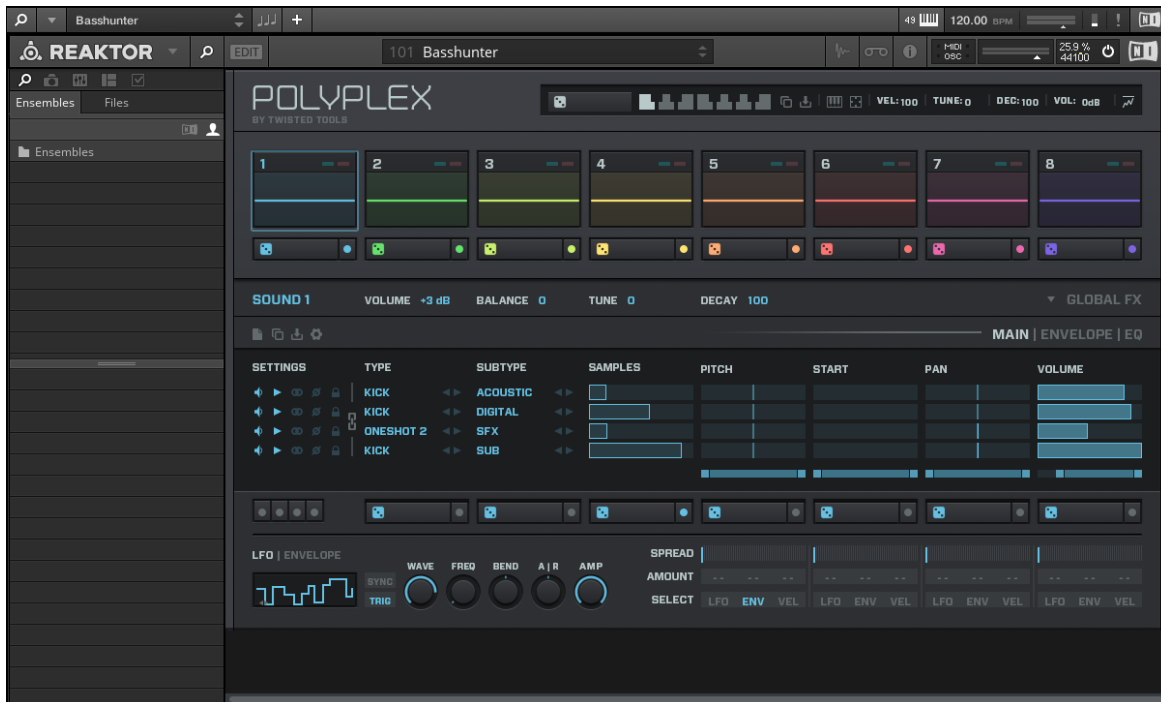 Basshunter
49
120.00 BPM
!
REAKTOR
EDIT
101 Basshunter
MIDI
OSC
25.9 %
44100
Ensembles Files
Ensembles
POLYPLEX
BY TWISTED TOOLS
VEL:100 TUNE:0 DEC:100 VOL: 0dB
1 2 3 4 5 6 7 8
SOUND 1 VOLUME +3 dB BALANCE 0 TUNE 0 DECAY 100 GLOBAL FX
MAIN | ENVELOPE | EQ
SETTINGS TYPE SUBTYPE SAMPLES PITCH START PAN VOLUME
KICK ACOUSTIC
KICK DIGITAL
ONESHOT 2 SFX
KICK SUB
LFO | ENVELOPE
SYNC
TRIG
WAVE FREQ BEND A|R AMP
SPREAD
AMOUNT -- -- -- -- -- -- -- -- -- -- -- --
SELECT LFO ENV VEL LFO ENV VEL LFO ENV VEL LFO ENV VEL